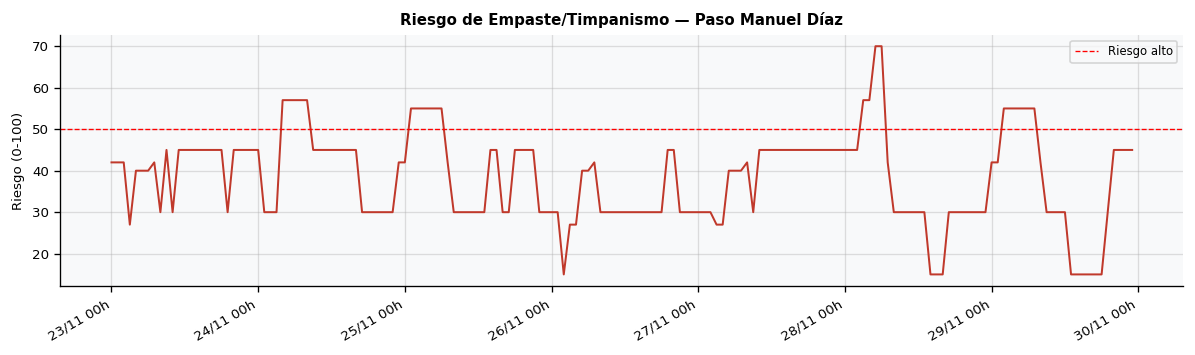 Riesgo de Empaste/Timpanismo — Paso Manuel Díaz
Riesgo alto
Riesgo (0-100)
70
60
50
40
30
20
23/11 00h
24/11 00h
25/11 00h
26/11 00h
27/11 00h
28/11 00h
29/11 00h
30/11 00h